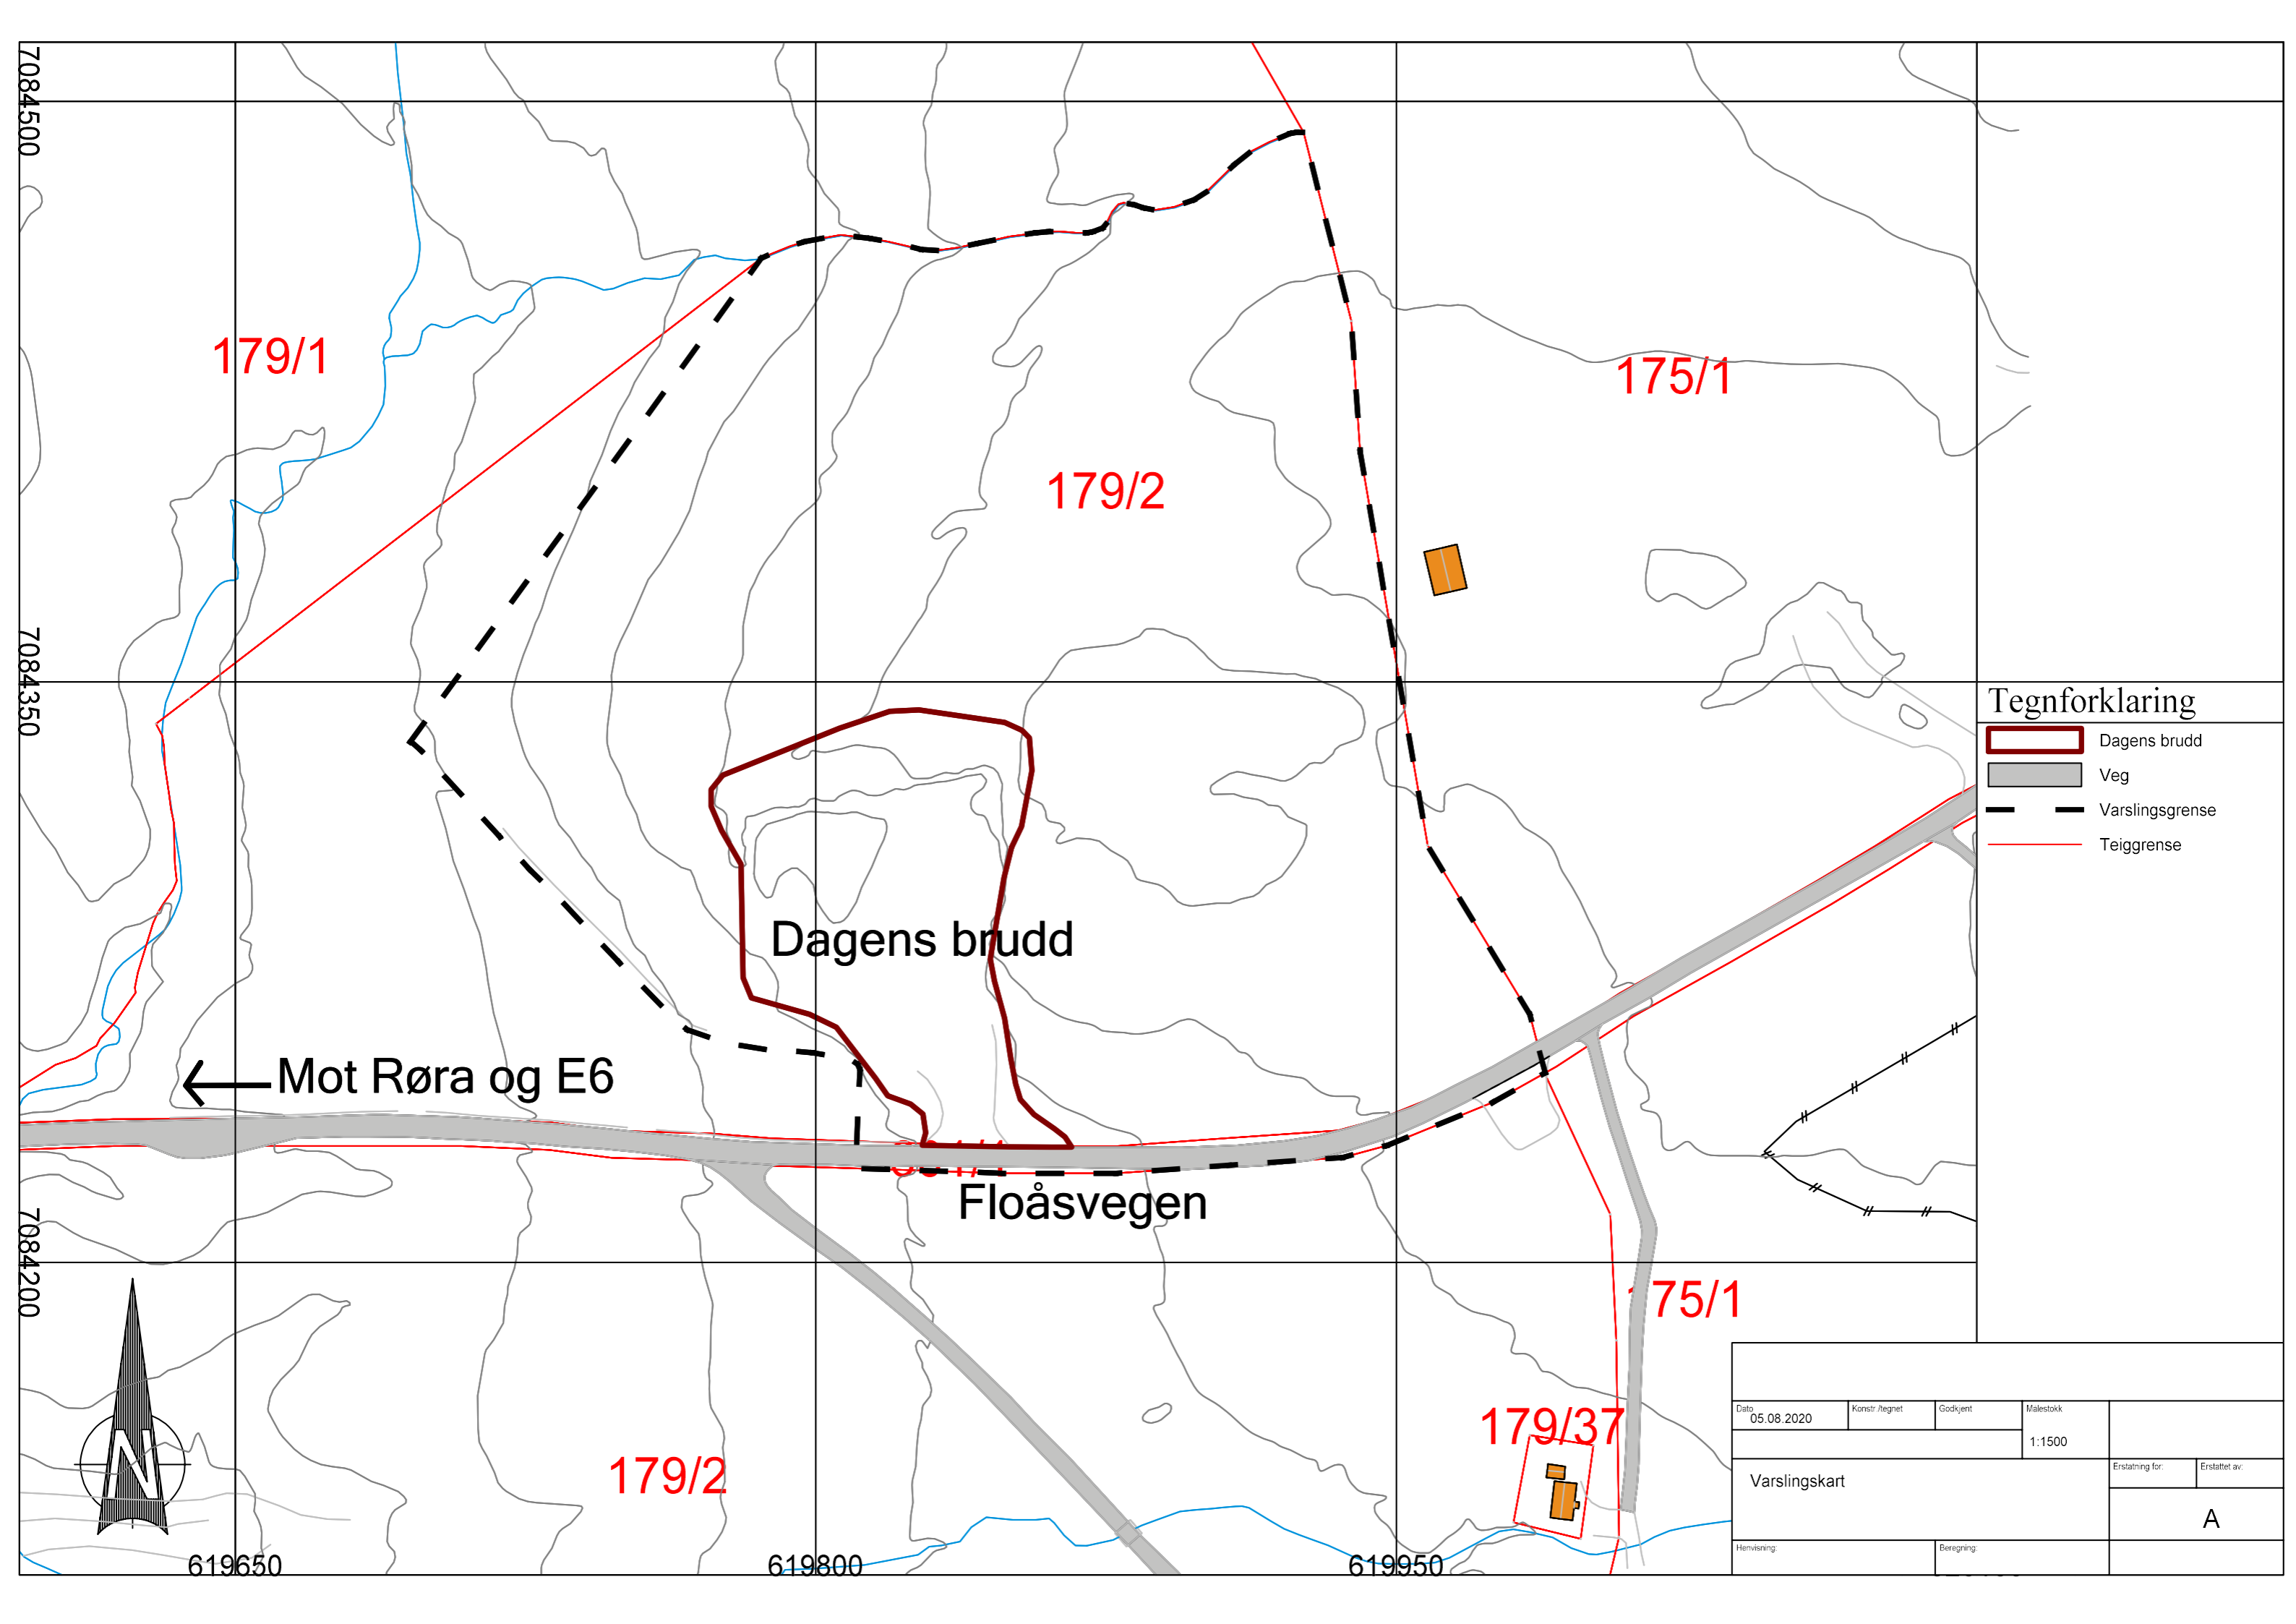 7084500
179/1
175/1
179/2
7084350
Tegnforklaring
Dagens brudd
Veg
Varslingsgrense
Teiggrense
Dagens brudd
Mot Røra og E6
Floåsvegen
7084200
175/1
179/37
179/2
N
Dato
05.08.2020
Konstr./tegnet
Godkjent
Målestokk
1:1500
Varslingskart
Erstatning for:
Erstattet av:
A
Henvisning:
Beregning:
619650
619800
619950